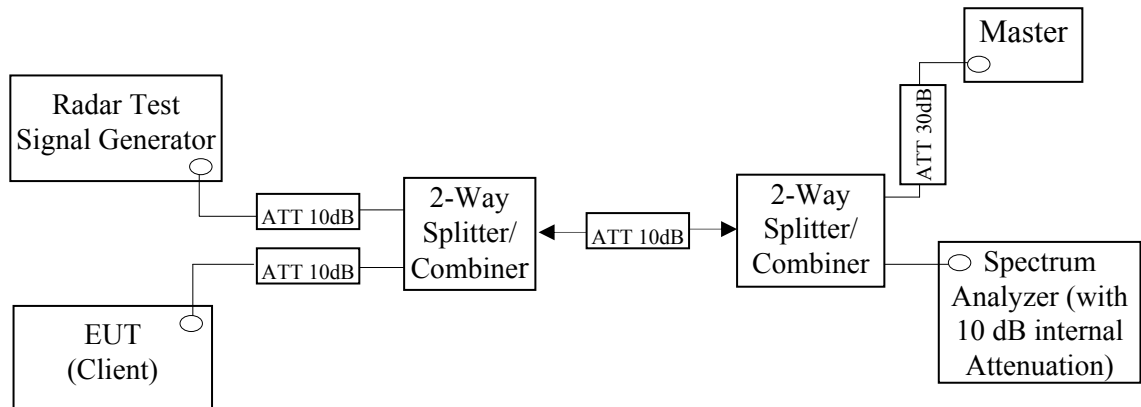 Master
Radar Test
Signal Generator
ATT 30dB
ATT 10dB
2-Way
Splitter/
Combiner
ATT 10dB
2-Way
Splitter/
Combiner
ATT 10dB
EUT
(Client)
Spectrum
Analyzer (with
10 dB internal
Attenuation)